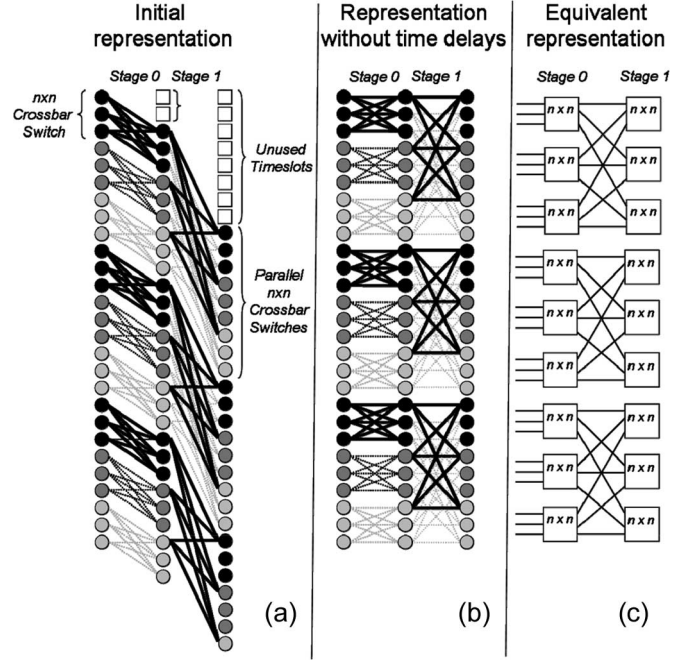 Initial
representation
Stage 0 Stage 1
nxn
Crossbar
Switch
Unused
Timeslots
Parallel
nxn
Crossbar
Switches
(a)
Representation
without time delays
Stage 0 Stage 1
(b)
Equivalent
representation
Stage 0 Stage 1
n x n n x n
n x n n x n
n x n n x n
n x n n x n
n x n n x n
n x n n x n
n x n n x n
n x n n x n
n x n n x n
(c)